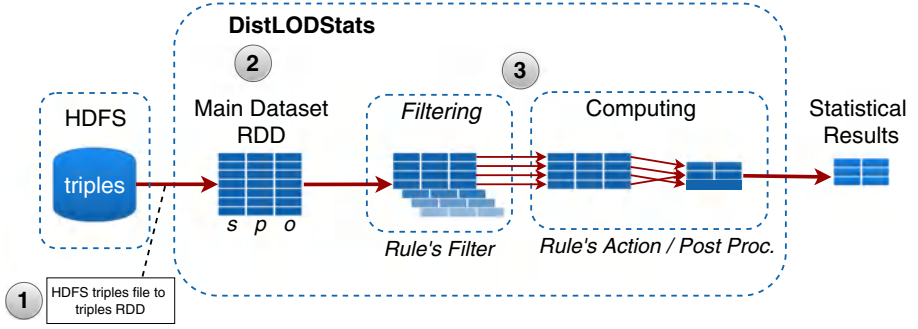 DistLODStats
2
3
HDFS
Main Dataset
RDD
Filtering
Computing
Statistical
Results
triples
s p o
Rule's Filter
Rule's Action / Post Proc.
1
HDFS triples file to
triples RDD